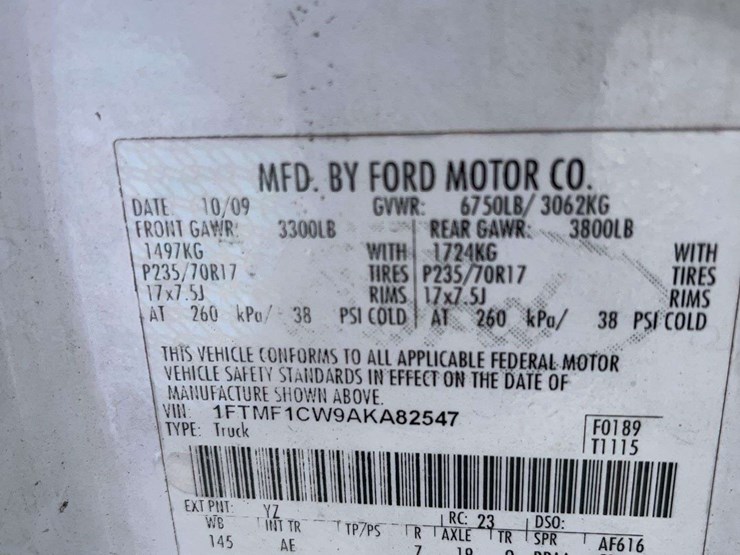 MFD. BY FORD MOTOR CO.
DATE 10/09 GVWR: 6750LB/ 3062KG
FRONT GAWR: 3300LB REAR GAWR: 3800LB
1497KG WITH 1724KG WITH
P235/70R17 TIRES P235/70R17 TIRES
17x7.5J RIMS 17x7.5J RIMS
AT 260 kPa/ 38 PSI COLD AT 260 kPa/ 38 PSI COLD
THIS VEHICLE CONFORMS TO ALL APPLICABLE FEDERAL MOTOR
VEHICLE SAFETY STANDARDS IN EFFECT ON THE DATE OF
MANUFACTURE SHOWN ABOVE.
VIN: 1FTMF1CW9AKA82547 F0189
TYPE: Truck T1115
EXT PNT: YZ RC: 23 DSO:
WB INT TR TP/PS R AXLE TR SPR AF616
145 AE